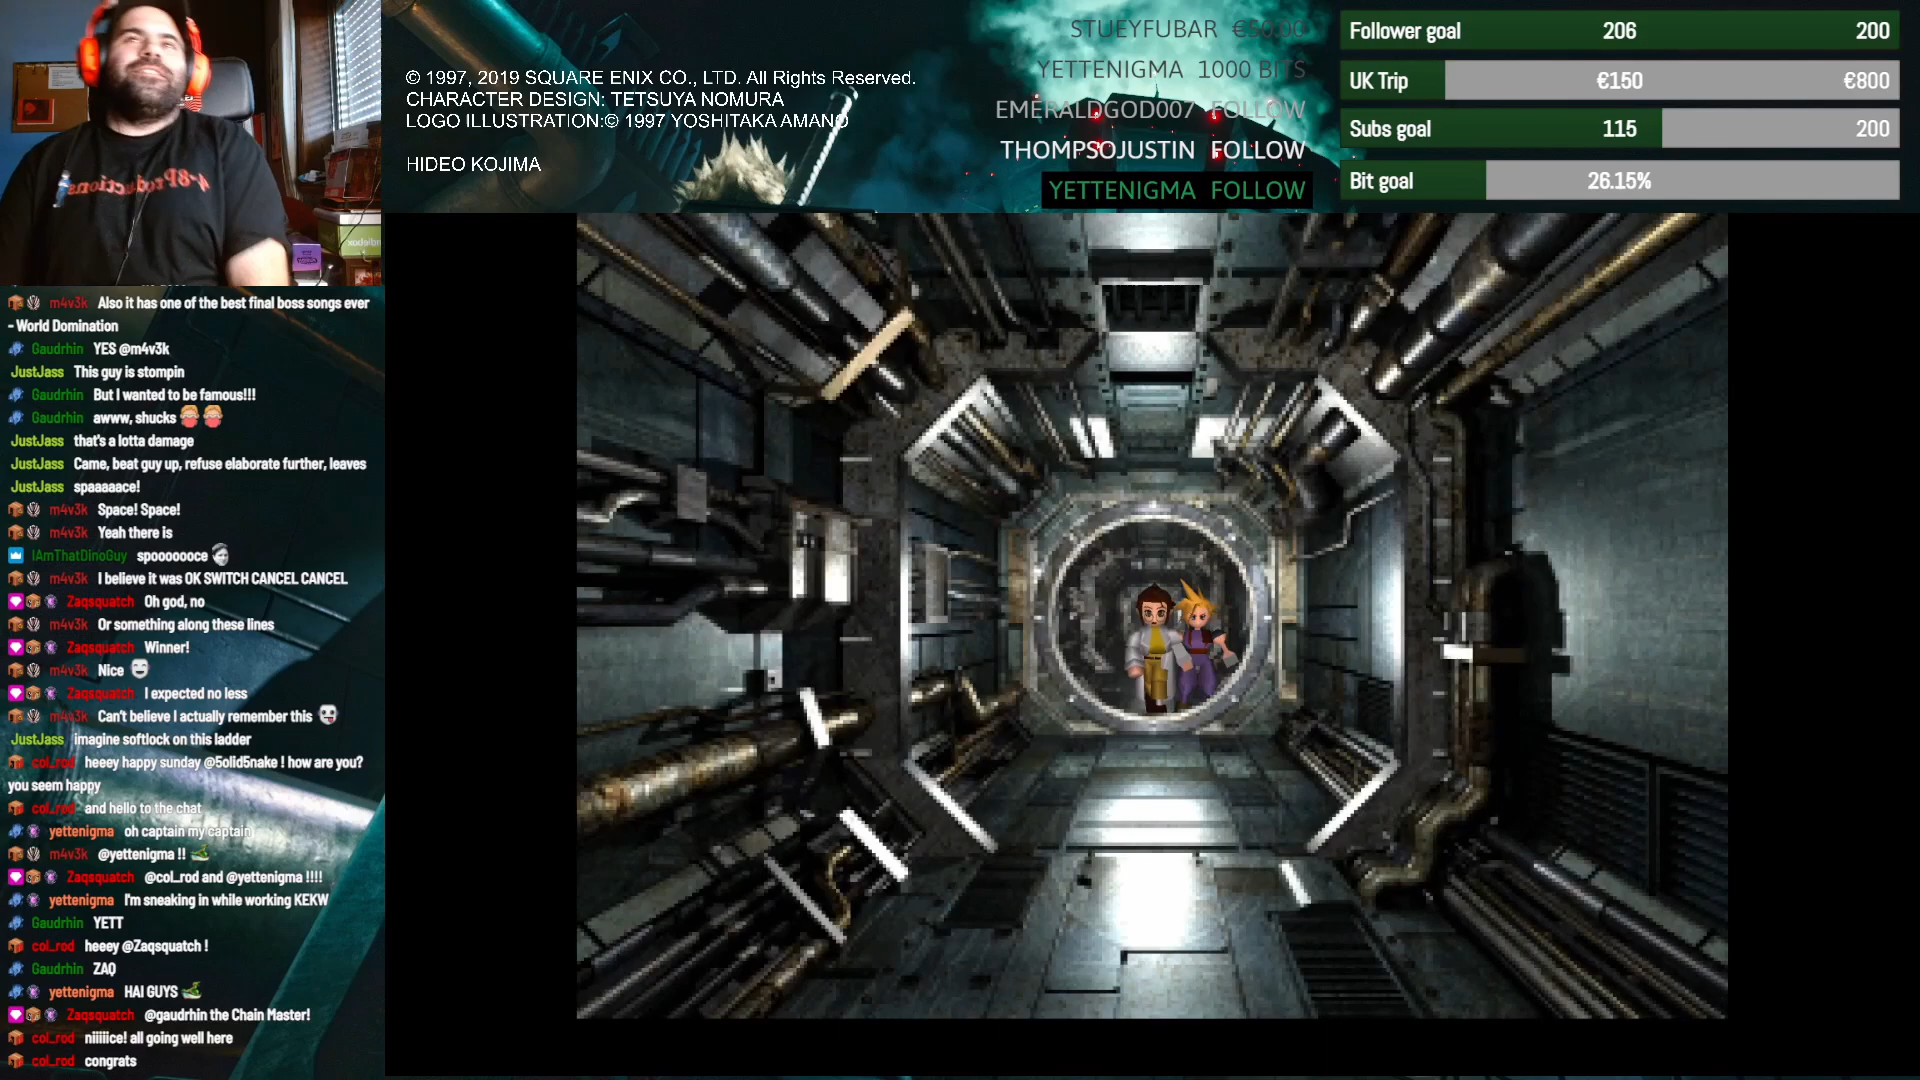 © 1997, 2019 SQUARE ENIX CO., LTD. All Rights Reserved.
CHARACTER DESIGN: TETSUYA NOMURA
LOGO ILLUSTRATION:© 1997 YOSHITAKA AMANO
HIDEO KOJIMA
STUEYFUBAR €50.00
YETTENIGMA 1000 BITS
EMERALDGOD007 FOLLOW
THOMPSOJUSTIN FOLLOW
YETTENIGMA FOLLOW
Follower goal 206 200
UK Trip €150 €800
Subs goal 115 200
Bit goal 26.15%
m4v3k Also it has one of the best final boss songs ever
- World Domination
Gaudrhin YES @m4v3k
JustJass This guy is stompin
Gaudrhin But I wanted to be famous!!!
Gaudrhin awww, shucks
JustJass that's a lotta damage
JustJass Came, beat guy up, refuse elaborate further, leaves
JustJass spaaaaace!
m4v3k Space! Space!
m4v3k Yeah there is
IAmThatDinoGuy spooooooce
m4v3k I believe it was OK SWITCH CANCEL CANCEL
Zaqsquatch Oh god, no
m4v3k Or something along these lines
Zaqsquatch Winner!
m4v3k Nice
Zaqsquatch I expected no less
m4v3k Can't believe I actually remember this
JustJass imagine softlock on this ladder
col_rod heeey happy sunday @5olid5nake ! how are you?
you seem happy
col_rod and hello to the chat
yettenigma oh captain my captain
m4v3k @yettenigma !!
Zaqsquatch @col_rod and @yettenigma !!!!
yettenigma I'm sneaking in while working KEKW
Gaudrhin YETT
col_rod heeey @Zaqsquatch !
Gaudrhin ZAQ
yettenigma HAI GUYS
Zaqsquatch @gaudrhin the Chain Master!
col_rod niiiiice! all going well here
col_rod congrats